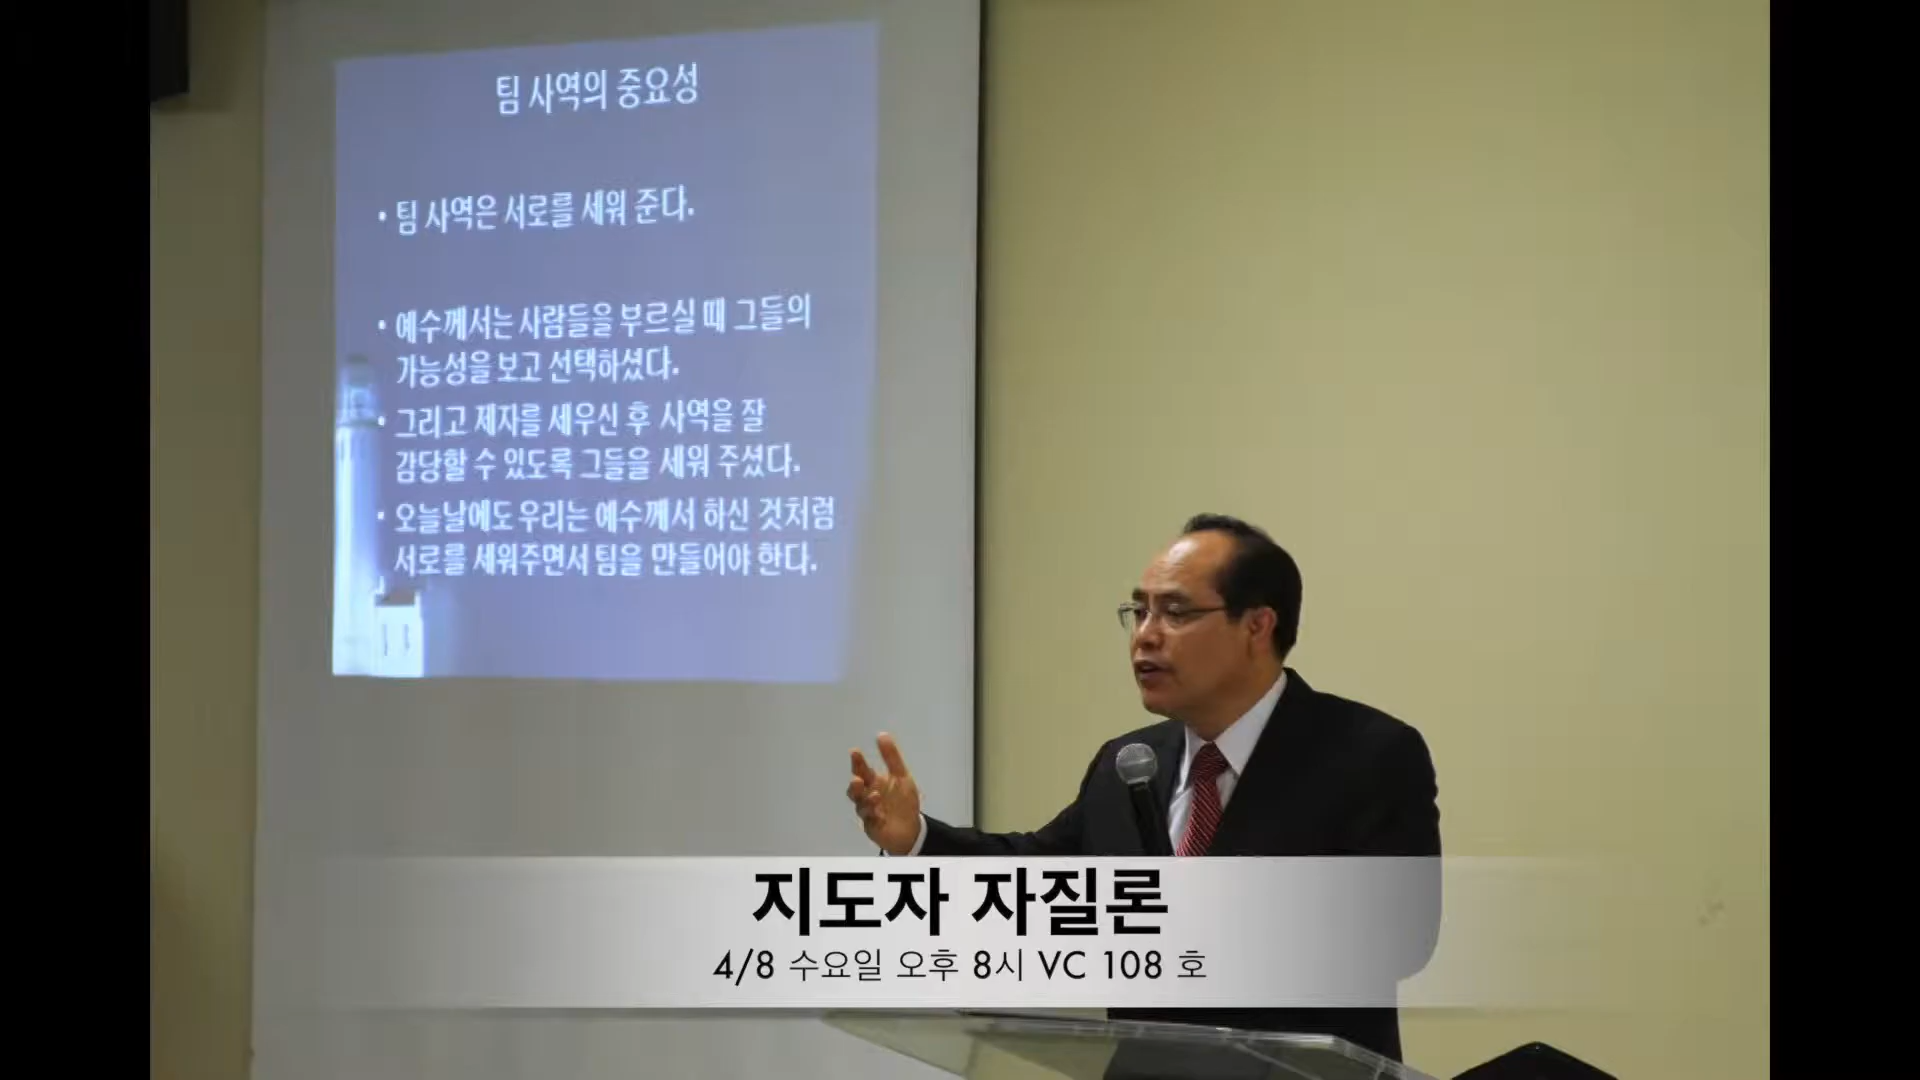 팀 사역의 중요성
• 팀 사역은 서로를 세워 준다.
• 예수께서는 사람들을 부르실 때 그들의
가능성을 보고 선택하셨다.
• 그리고 제자를 세우신 후 사역을 잘
감당할 수 있도록 그들을 세워 주셨다.
• 오늘날에도 우리는 예수께서 하신 것처럼
서로를 세워주면서 팀을 만들어야 한다.
지도자 자질론
4/8 수요일 오후 8시 VC 108 호